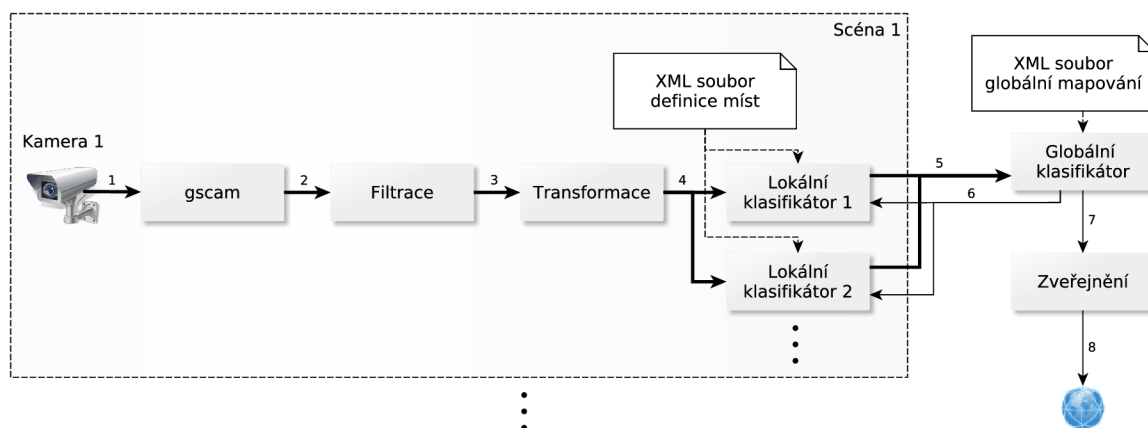 Scéna 1
XML soubor
definice míst
XML soubor
globální mapování
Kamera 1
1
gscam
2
Filtrace
3
Transformace
4
Lokální
klasifikátor 1
5
6
Globální
klasifikátor
7
Lokální
klasifikátor 2
Zveřejnění
8